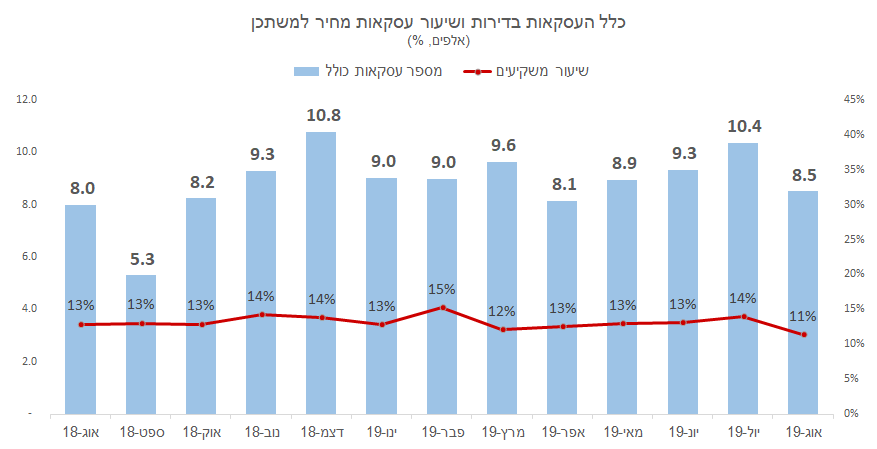 כלל העסקאות בדירות ושיעור עסקאות מחיר למשתכן
(אלפים, %)
מספר עסקאות כולל
שיעור משקיעים
12.0
10.0
8.0
6.0
4.0
2.0
-
45%
40%
35%
30%
25%
20%
15%
10%
5%
0%
8.0
5.3
8.2
9.3
10.8
9.0
9.0
9.6
8.1
8.9
9.3
10.4
8.5
13%
13%
13%
14%
14%
13%
15%
12%
13%
13%
13%
14%
11%
אוג-18
ספט-18
אוק-18
נוב-18
דצמ-18
ינו-19
פבר-19
מרץ-19
אפר-19
מאי-19
יונ-19
יול-19
אוג-19